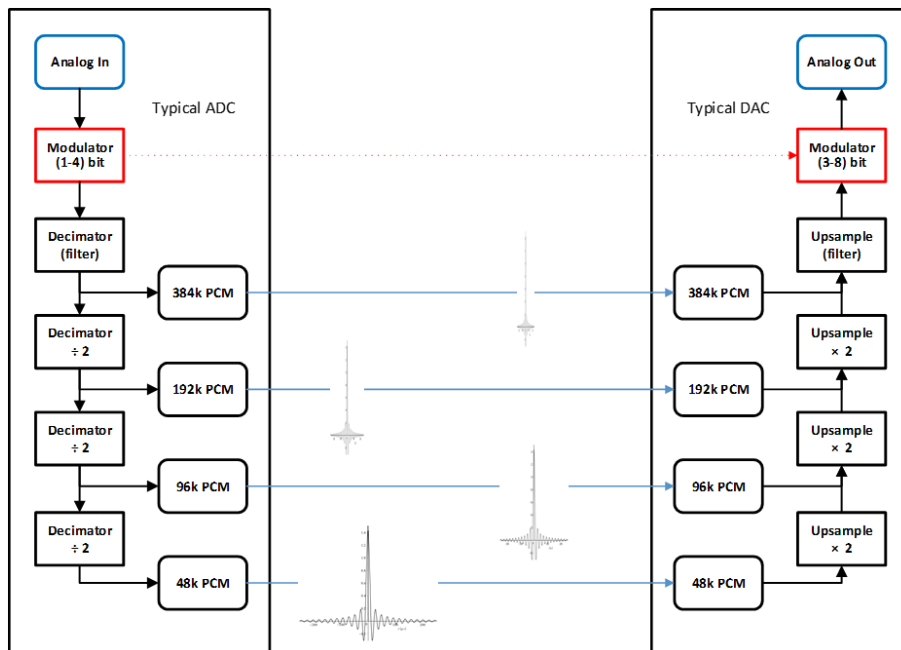 Analog In
Typical ADC
Modulator
(1-4) bit
Decimator
(filter)
384k PCM
Decimator
÷ 2
192k PCM
Decimator
÷ 2
96k PCM
Decimator
÷ 2
48k PCM
Analog Out
Typical DAC
Modulator
(3-8) bit
Upsample
(filter)
384k PCM
Upsample
× 2
192k PCM
Upsample
× 2
96k PCM
Upsample
× 2
48k PCM